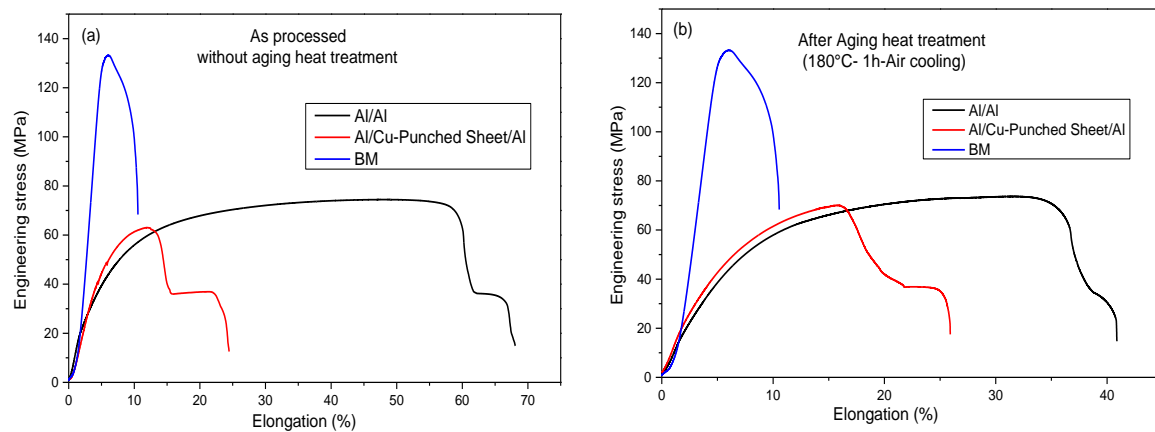 (a)
As processed
without aging heat treatment
Al/Al
Al/Cu-Punched Sheet/Al
BM
Engineering stress (MPa)
140
120
100
80
60
40
20
0
0 10 20 30 40 50 60 70
Elongation (%)
(b)
After Aging heat treatment
(180°C- 1h-Air cooling)
Al/Al
Al/Cu-Punched Sheet/Al
BM
Engineering stress (MPa)
140
120
100
80
60
40
20
0
0 10 20 30 40
Elongation (%)